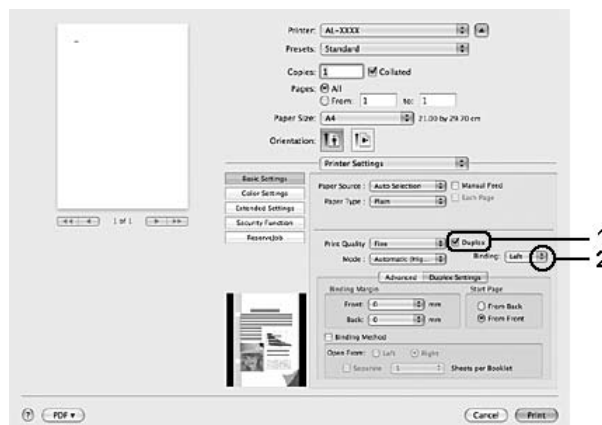 Printer: AL-XXXX
Presets: Standard
Copies: 1 Collated
Pages: All
From: 1 to: 1
Paper Size: A4 21.00 by 29.70 cm
Orientation:
Printer Settings
Basic Settings
Color Settings
Extended Settings
Security Function
ReserveJob
1 of 1
Paper Source : Auto Selection Manual Feed
Paper Type : Plain Each Page
Print Quality Fine Duplex 1
Mode : Automatic (Hig... Binding: Left 2
Advanced Duplex Settings
Binding Margin Start Page
Front: 0 mm From Back
Back: 0 mm From Front
Binding Method
Open From: Left Right
Separate 1 Sheets per Booklet
? PDF ▾ Cancel Print